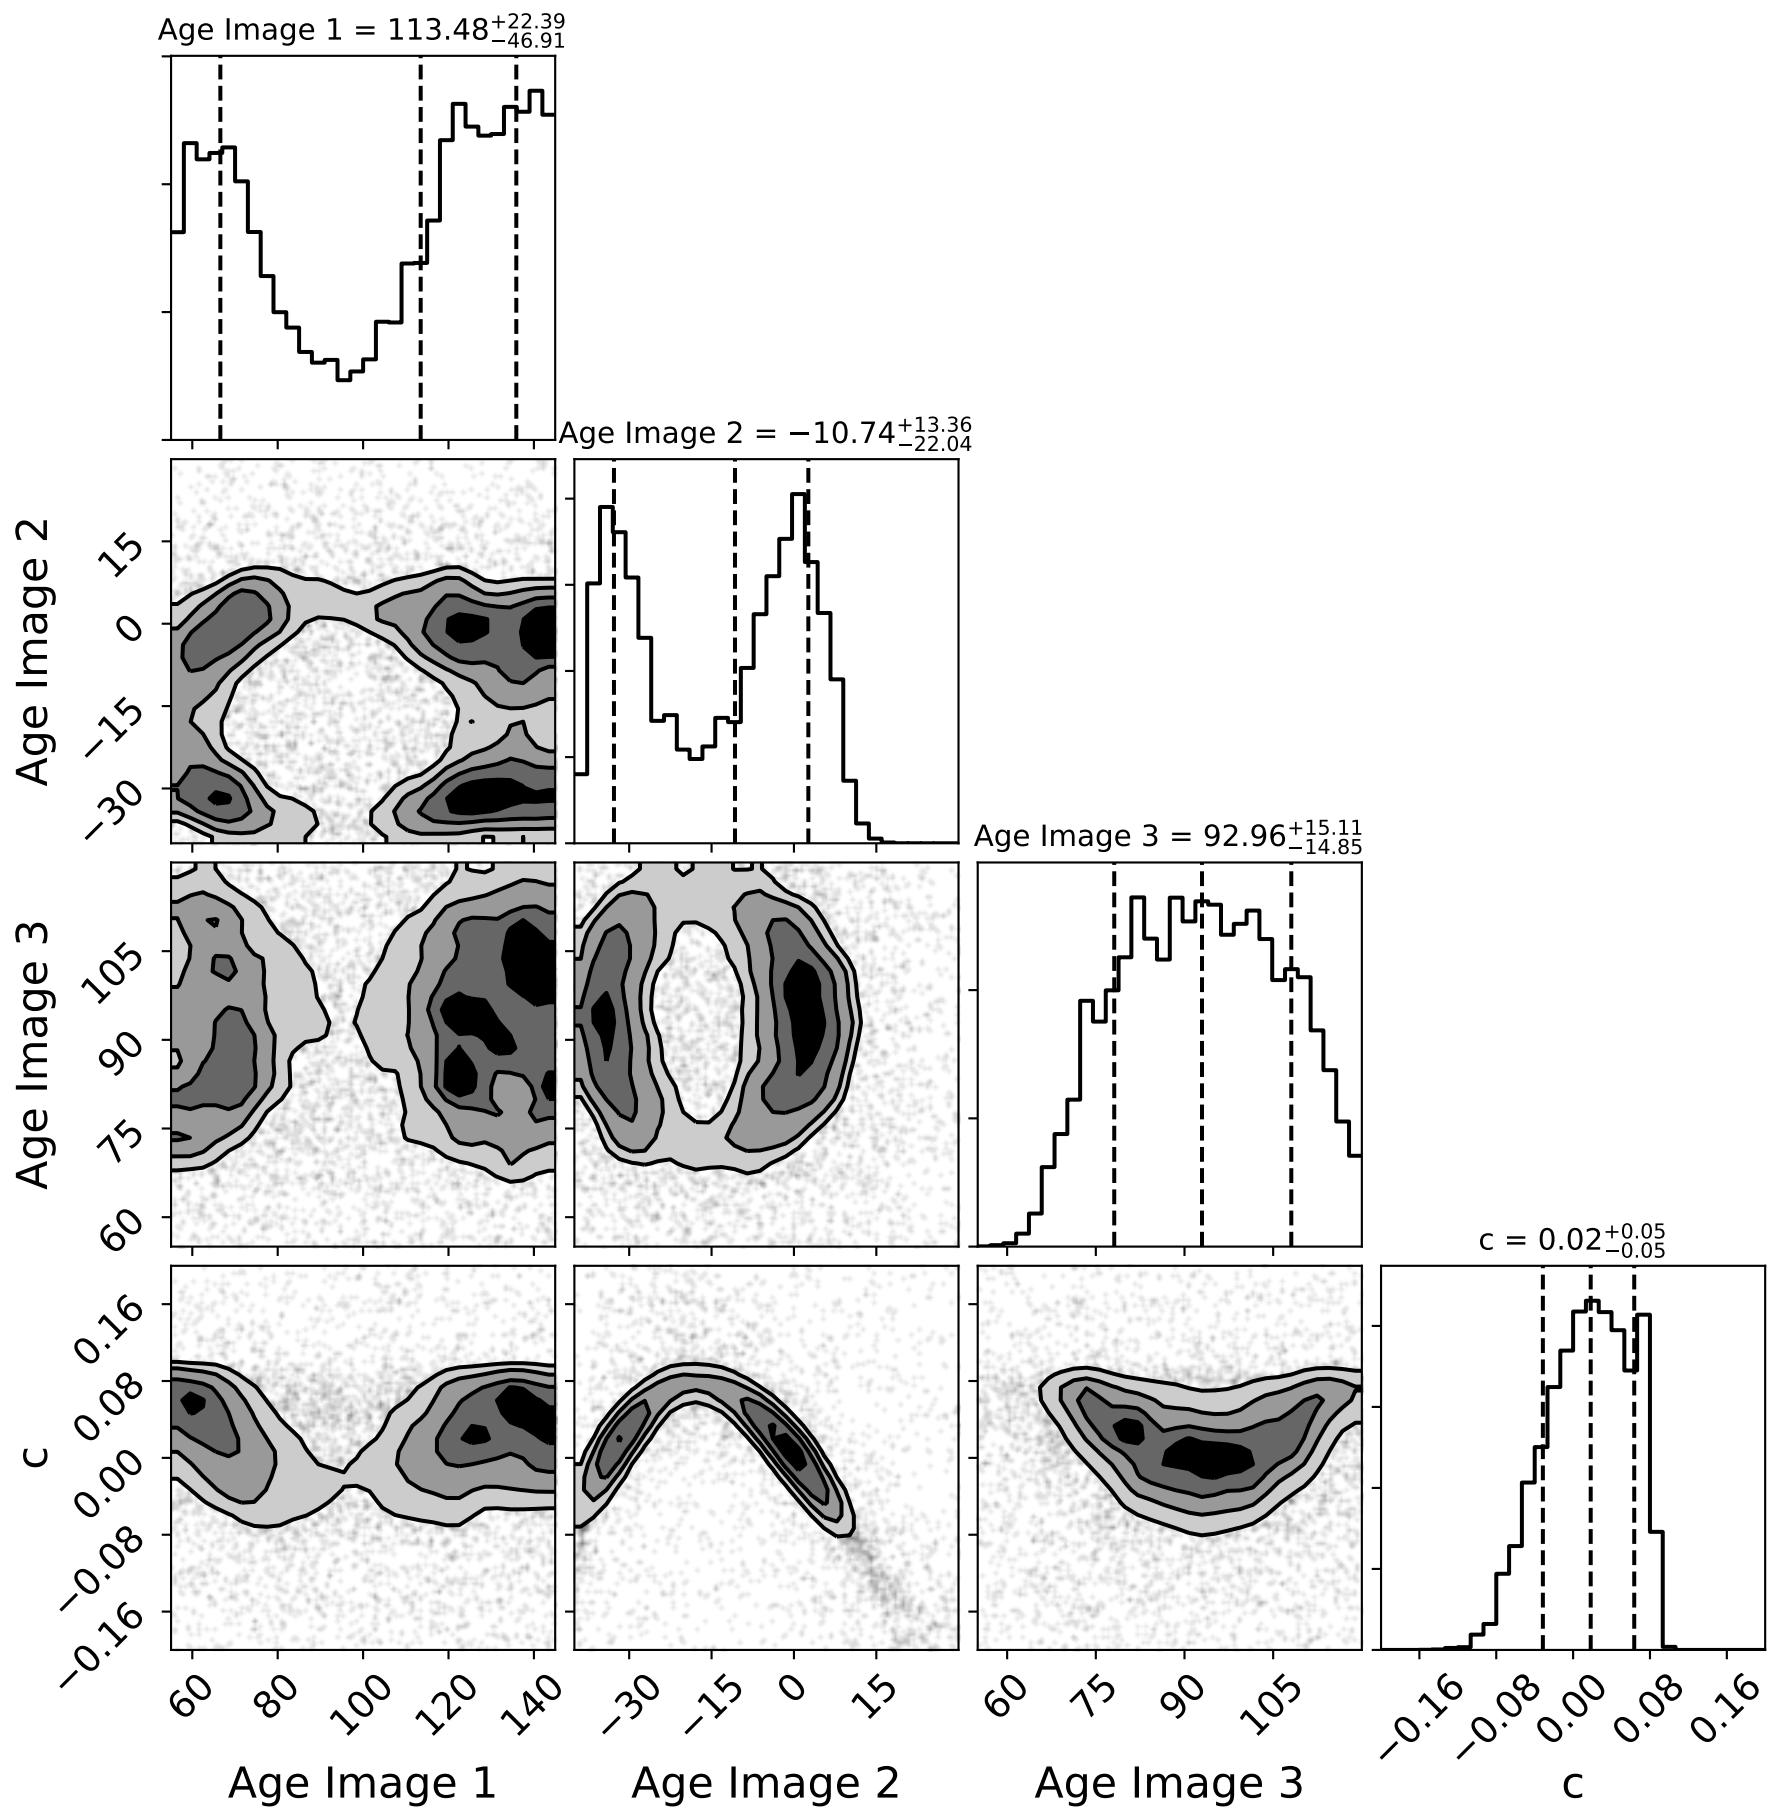 Age Image 1 = 113.48 +22.39 −46.91
Age Image 2 = −10.74 +13.36 −22.04
Age Image 2
15
0
−15
−30
Age Image 3 = 92.96 +15.11 −14.85
Age Image 3
105
90
75
60
c = 0.02 +0.05 −0.05
c
0.16
0.08
0.00
−0.08
−0.16
60 80 100 120 140
−30 −15 0 15
60 75 90 105
−0.16 −0.08 0.00 0.08 0.16
Age Image 1
Age Image 2
Age Image 3
c